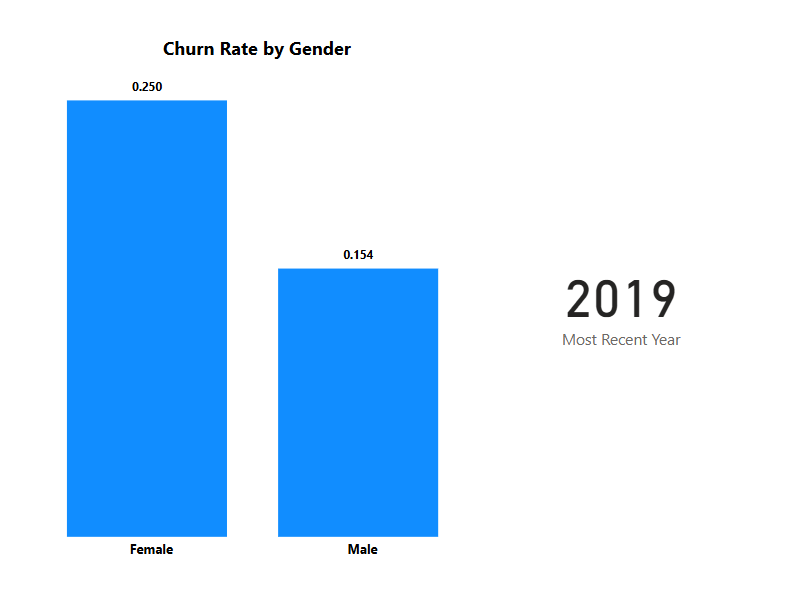 Churn Rate by Gender
0.250
0.154
Female
Male
2019
Most Recent Year